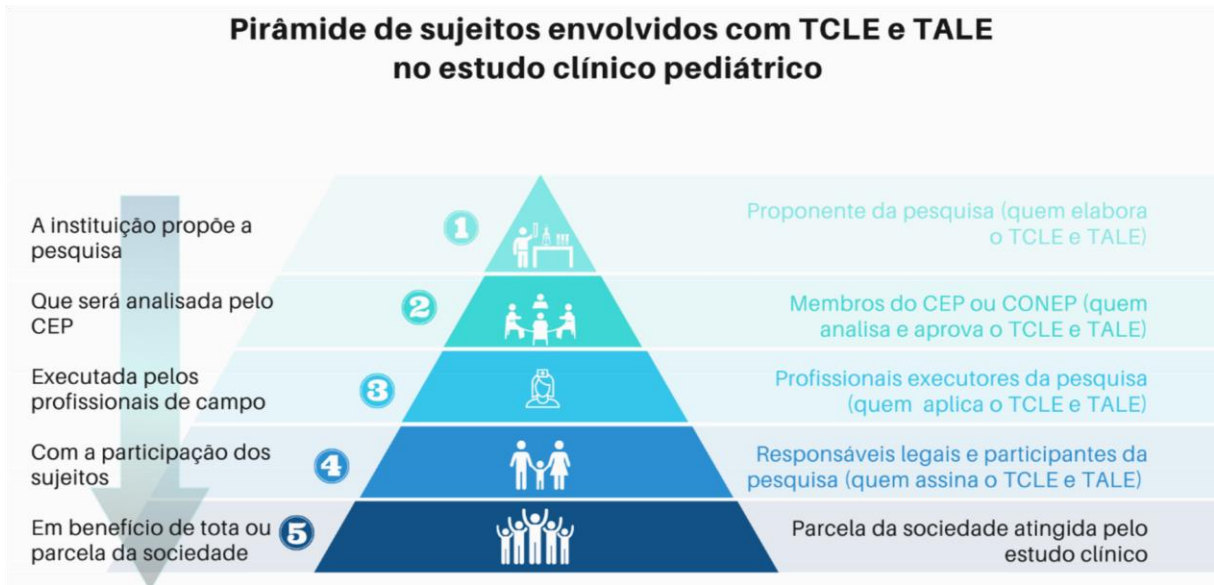 Pirâmide de sujeitos envolvidos com TCLE e TALE
no estudo clínico pediátrico
A instituição propõe a
pesquisa
1
Proponente da pesquisa (quem elabora
o TCLE e TALE)
Que será analisada pelo
CEP
2
Membros do CEP ou CONEP (quem
analisa e aprova o TCLE e TALE)
Executada pelos
profissionais de campo
3
Profissionais executores da pesquisa
(quem aplica o TCLE e TALE)
Com a participação dos
sujeitos
4
Responsáveis legais e participantes da
pesquisa (quem assina o TCLE e TALE)
Em benefício de tota ou
parcela da sociedade
5
Parcela da sociedade atingida pelo
estudo clínico